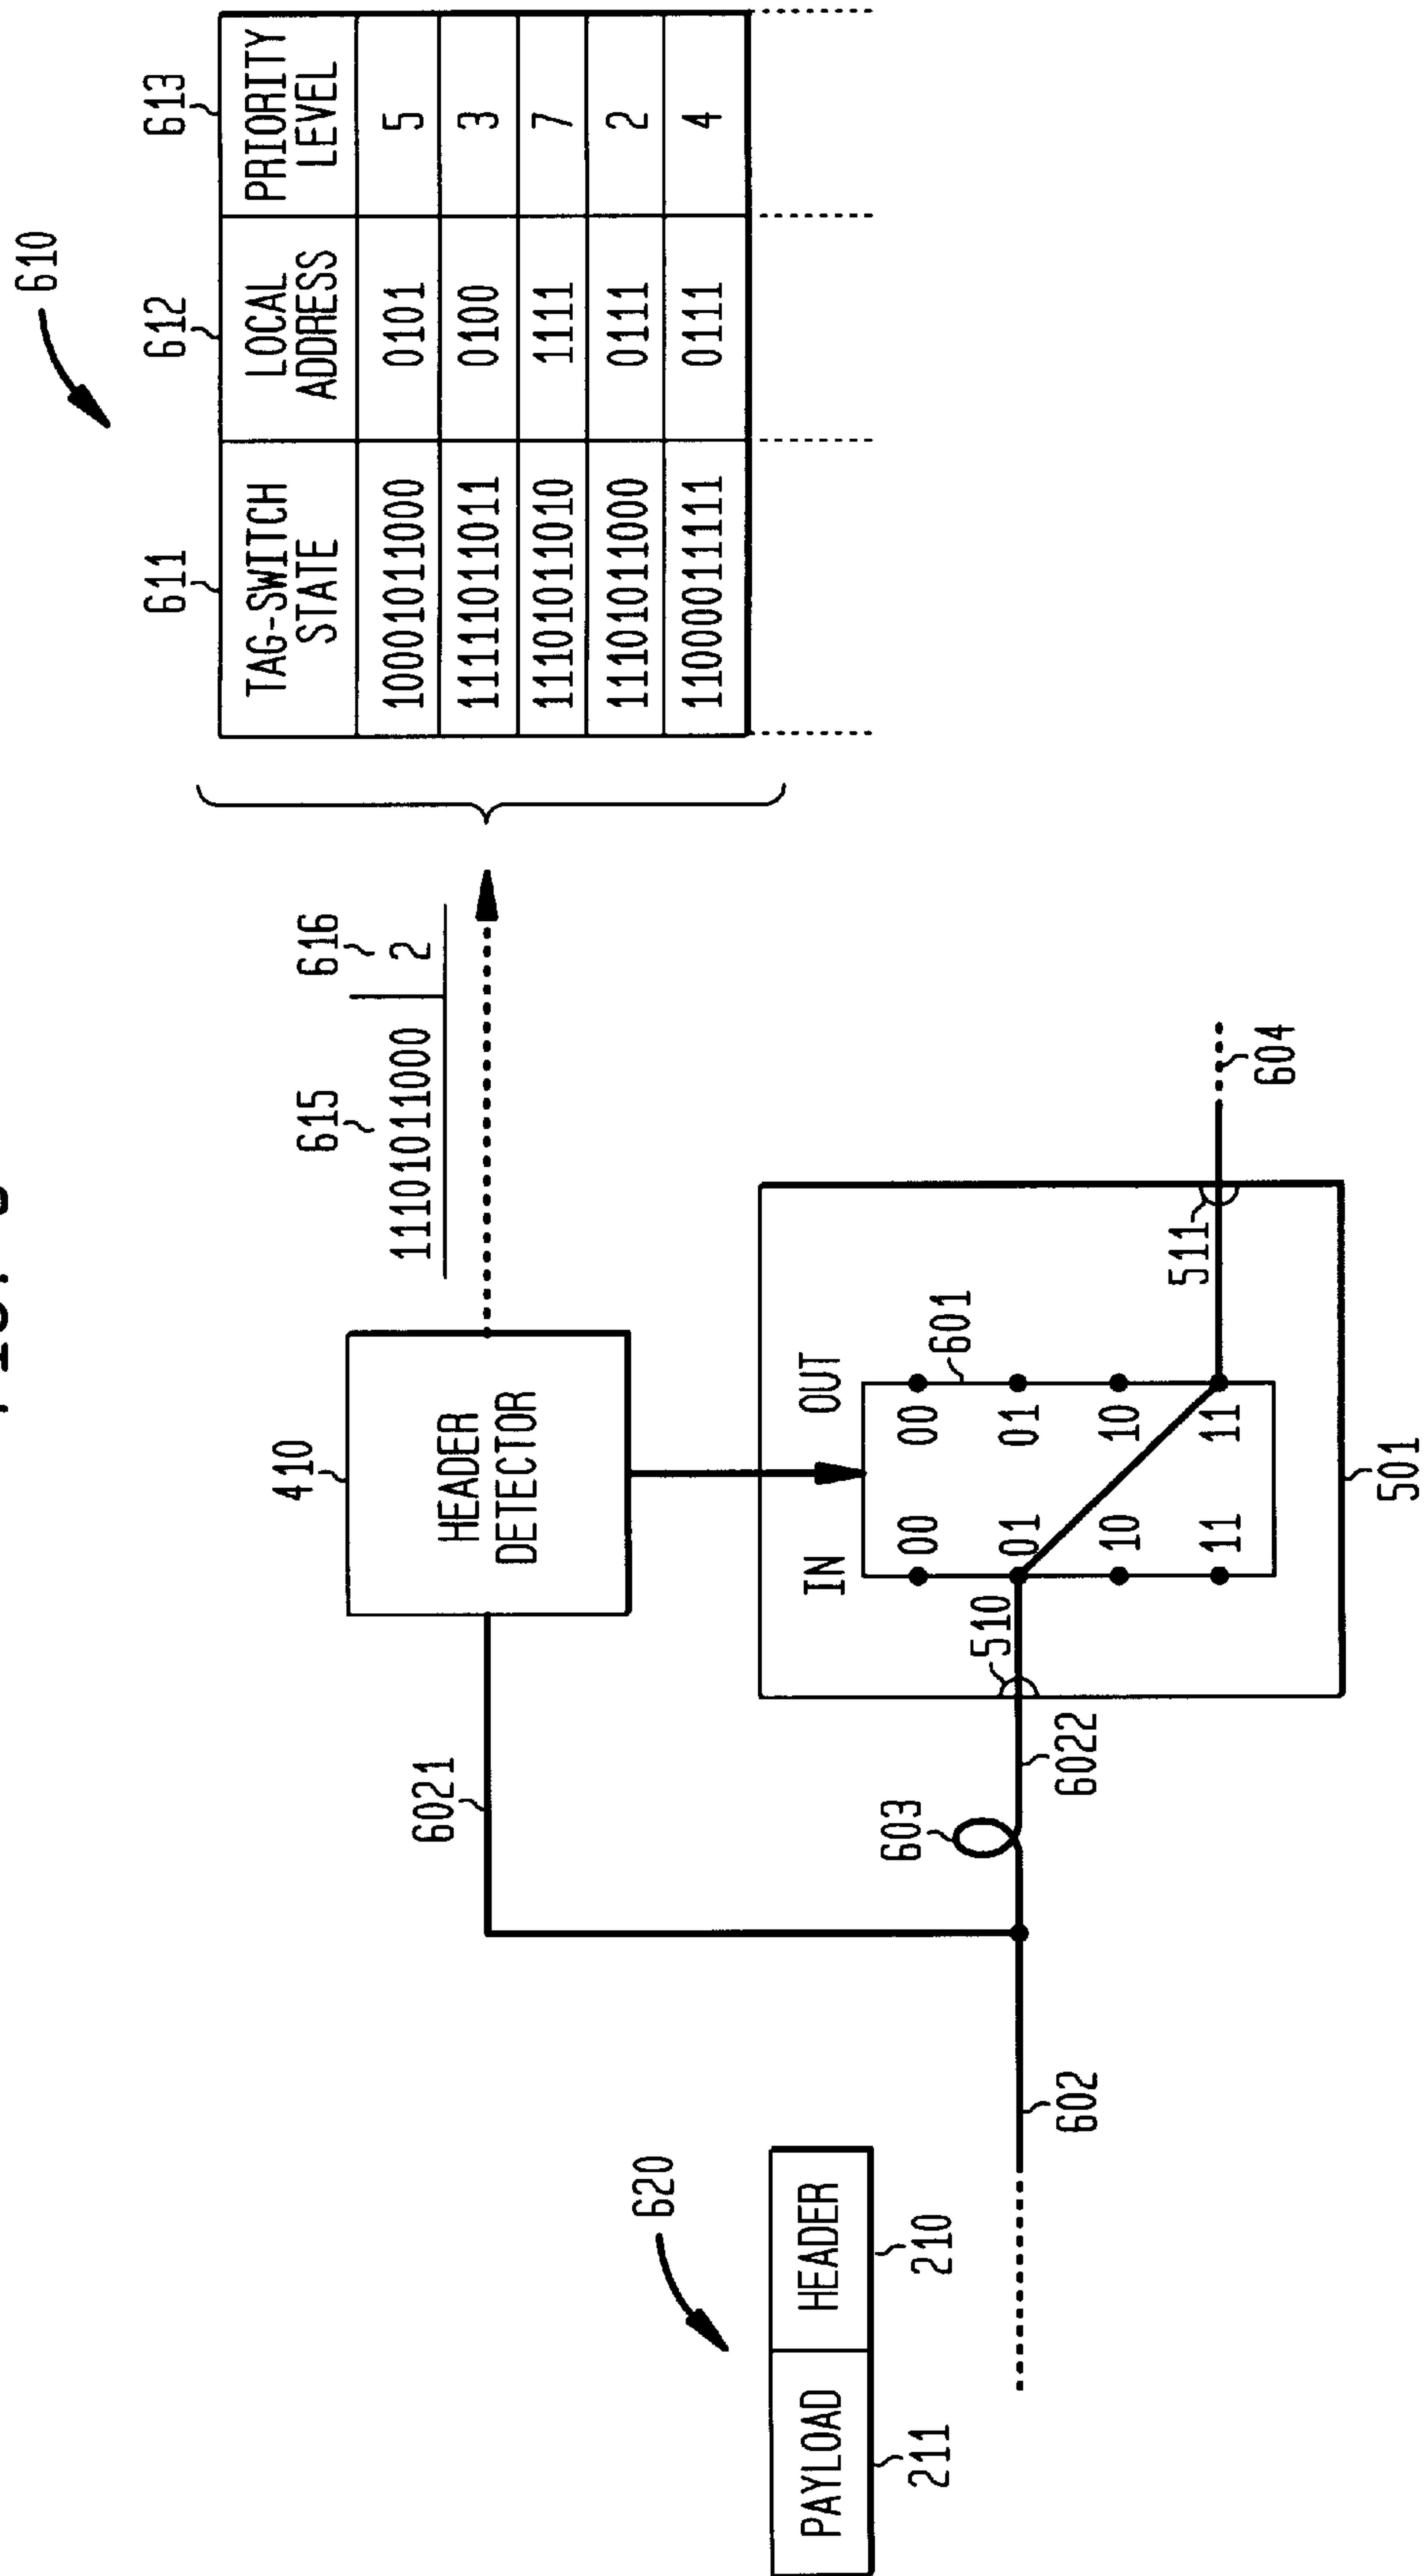 610
611
612
613
TAG-SWITCH STATE
LOCAL ADDRESS
PRIORITY LEVEL
10001011000 0101 5
11111011011 0100 3
11101011010 1111 7
11101011000 0111 2
11000011111 0111 4
615
616
11101011000 2
410
HEADER
DETECTOR
6021
620
PAYLOAD
HEADER
211
210
602
603
6022
510
IN
OUT
00 00
01 01
10 10
11 11
601
511
604
501